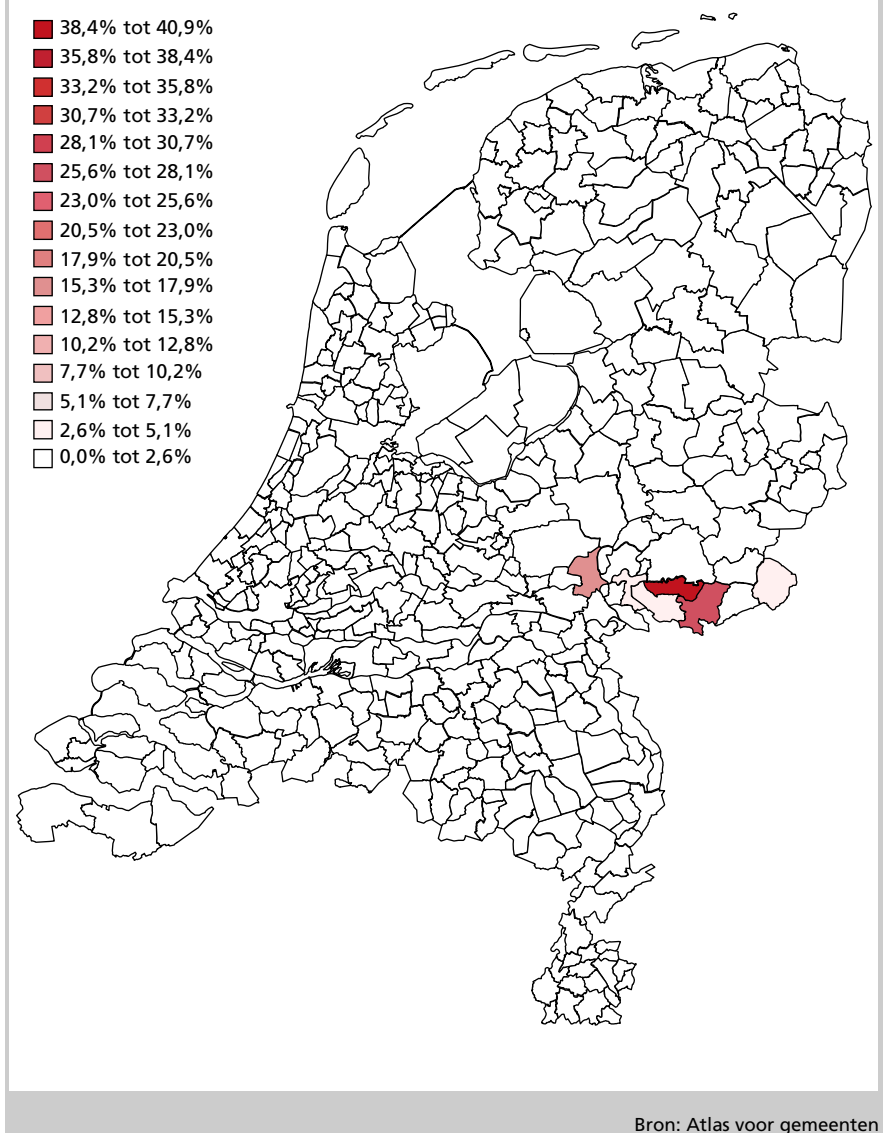 38,4% tot 40,9%
35,8% tot 38,4%
33,2% tot 35,8%
30,7% tot 33,2%
28,1% tot 30,7%
25,6% tot 28,1%
23,0% tot 25,6%
20,5% tot 23,0%
17,9% tot 20,5%
15,3% tot 17,9%
12,8% tot 15,3%
10,2% tot 12,8%
7,7% tot 10,2%
5,1% tot 7,7%
2,6% tot 5,1%
0,0% tot 2,6%
Bron: Atlas voor gemeenten